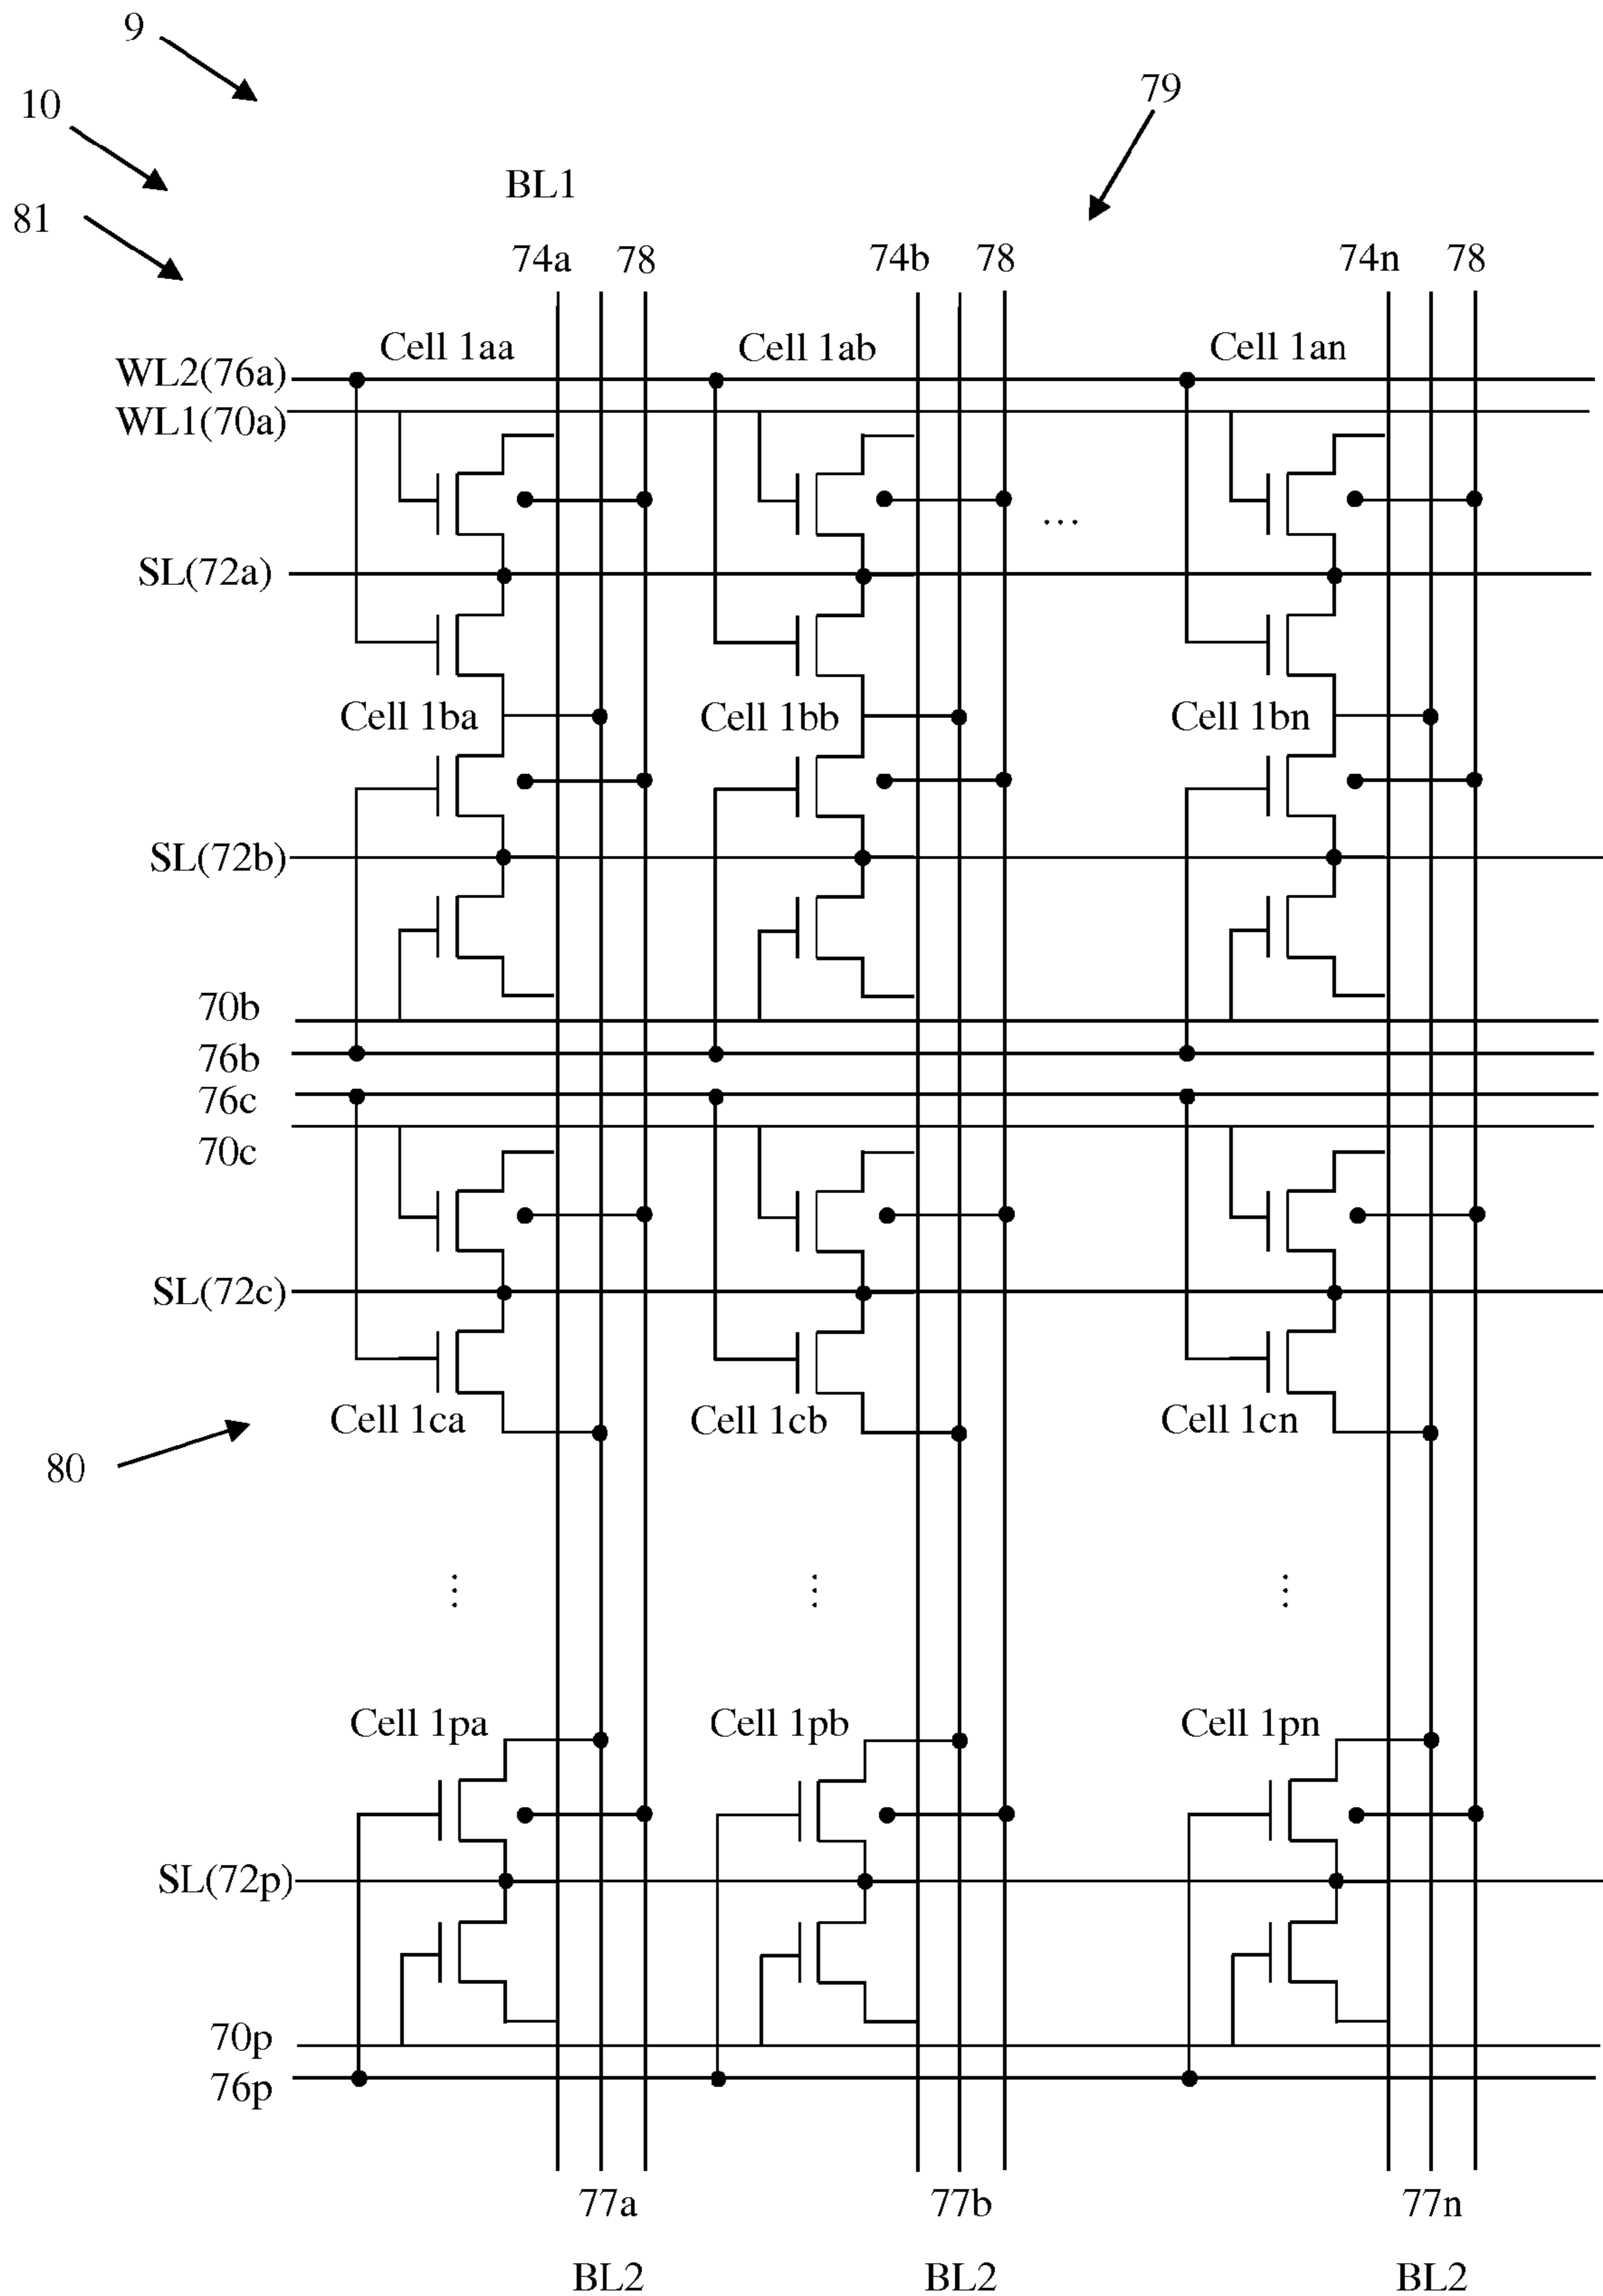 9
10
79
81
BL1
74a 78 74b 78 74n 78
Cell 1aa Cell 1ab Cell 1an
WL2(76a)
WL1(70a)
...
SL(72a)
Cell 1ba Cell 1bb Cell 1bn
SL(72b)
70b
76b
76c
70c
SL(72c)
Cell 1ca Cell 1cb Cell 1cn
80
⋮ ⋮ ⋮
Cell 1pa Cell 1pb Cell 1pn
SL(72p)
70p
76p
77a 77b 77n
BL2 BL2 BL2